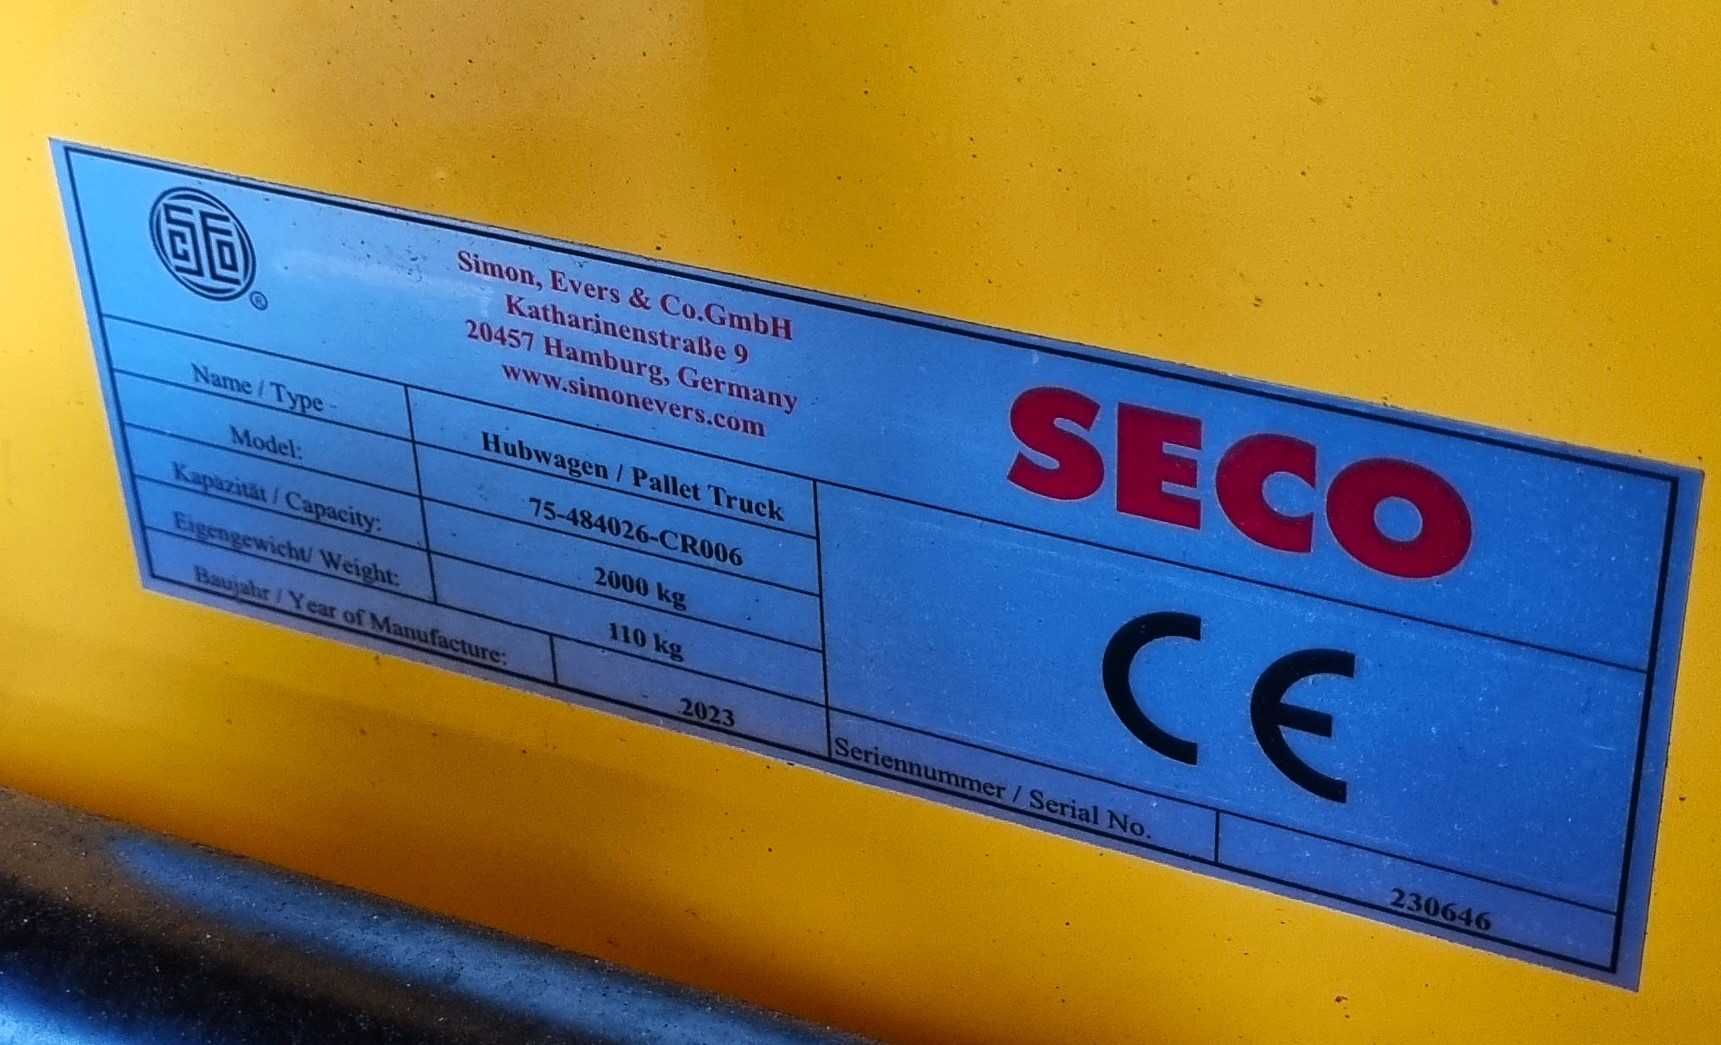 Simon, Evers & Co.GmbH
Katharinenstraße 9
20457 Hamburg, Germany
www.simonevers.com
SECO
Name / Type
Hubwagen / Pallet Truck
Model:
75-484026-CR006
Kapazität / Capacity:
2000 kg
Eigengewicht/ Weight:
110 kg
Baujahr / Year of Manufacture:
2023
CE
Seriennummer / Serial No.
230646